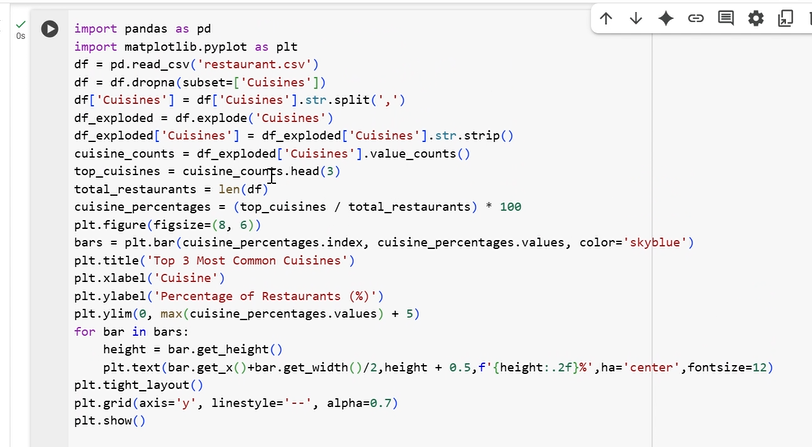 0s
import pandas as pd
import matplotlib.pyplot as plt
df = pd.read_csv('restaurant.csv')
df = df.dropna(subset=['Cuisines'])
df['Cuisines'] = df['Cuisines'].str.split(',')
df_exploded = df.explode('Cuisines')
df_exploded['Cuisines'] = df_exploded['Cuisines'].str.strip()
cuisine_counts = df_exploded['Cuisines'].value_counts()
top_cuisines = cuisine_counts.head(3)
total_restaurants = len(df)
cuisine_percentages = (top_cuisines / total_restaurants) * 100
plt.figure(figsize=(8, 6))
bars = plt.bar(cuisine_percentages.index, cuisine_percentages.values, color='skyblue')
plt.title('Top 3 Most Common Cuisines')
plt.xlabel('Cuisine')
plt.ylabel('Percentage of Restaurants (%)')
plt.ylim(0, max(cuisine_percentages.values) + 5)
for bar in bars:
    height = bar.get_height()
    plt.text(bar.get_x()+bar.get_width()/2,height + 0.5,f'{height:.2f}%',ha='center',fontsize=12)
plt.tight_layout()
plt.grid(axis='y', linestyle='--', alpha=0.7)
plt.show()